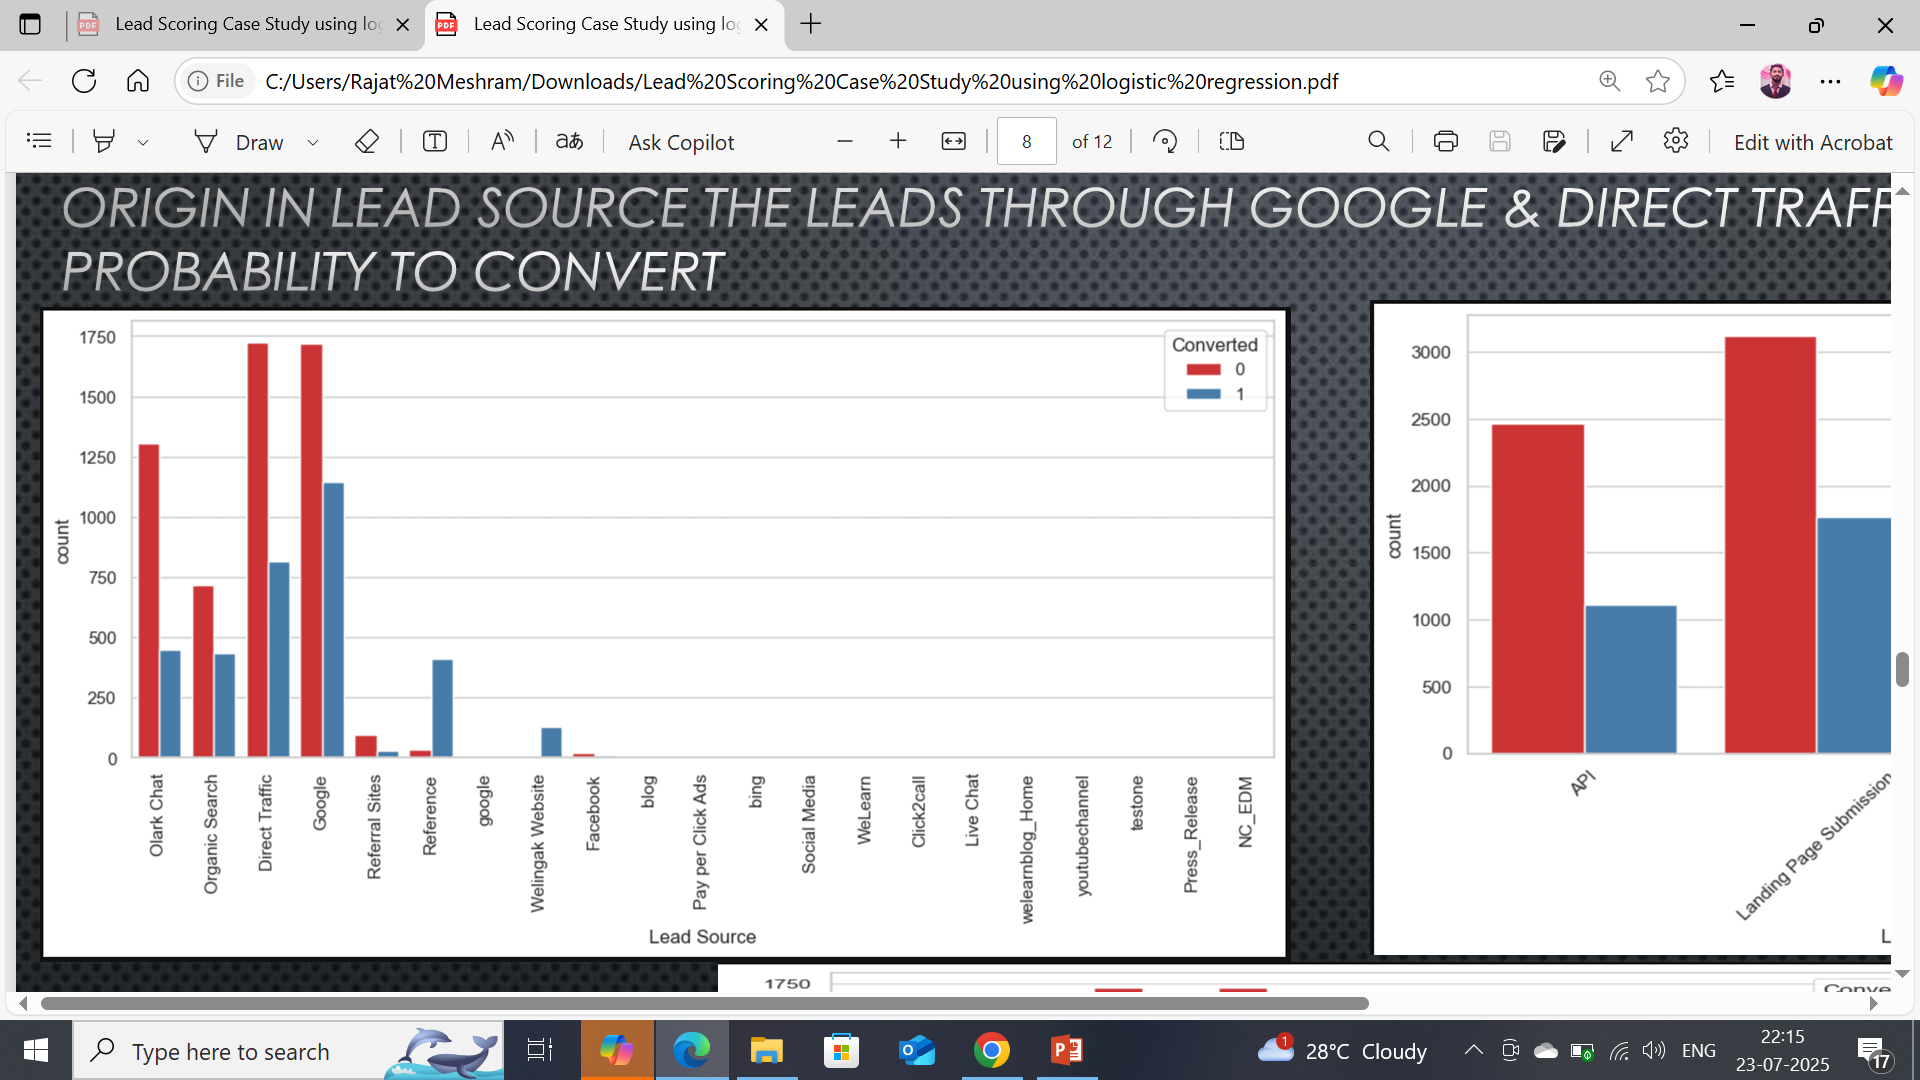 Lead Scoring Case Study using lo
Lead Scoring Case Study using lo
File
C:/Users/Rajat%20Meshram/Downloads/Lead%20Scoring%20Case%20Study%20using%20logistic%20regression.pdf
Draw
T
A
aあ
Ask Copilot
8
of 12
Edit with Acrobat
ORIGIN IN LEAD SOURCE THE LEADS THROUGH GOOGLE & DIRECT TRAFF
PROBABILITY TO CONVERT
1750
1500
1250
1000
750
500
250
0
count
Converted
0
1
Olark Chat
Organic Search
Direct Traffic
Google
Referral Sites
Reference
google
Welingak Website
Facebook
blog
Pay per Click Ads
bing
Social Media
WeLearn
Click2call
Live Chat
welearnblog_Home
youtubechannel
testone
Press_Release
NC_EDM
Lead Source
3000
2500
2000
1500
1000
500
0
count
API
Landing Page Submission
L
1750
Conve
Type here to search
1
28°C Cloudy
ENG
22:15
23-07-2025
17